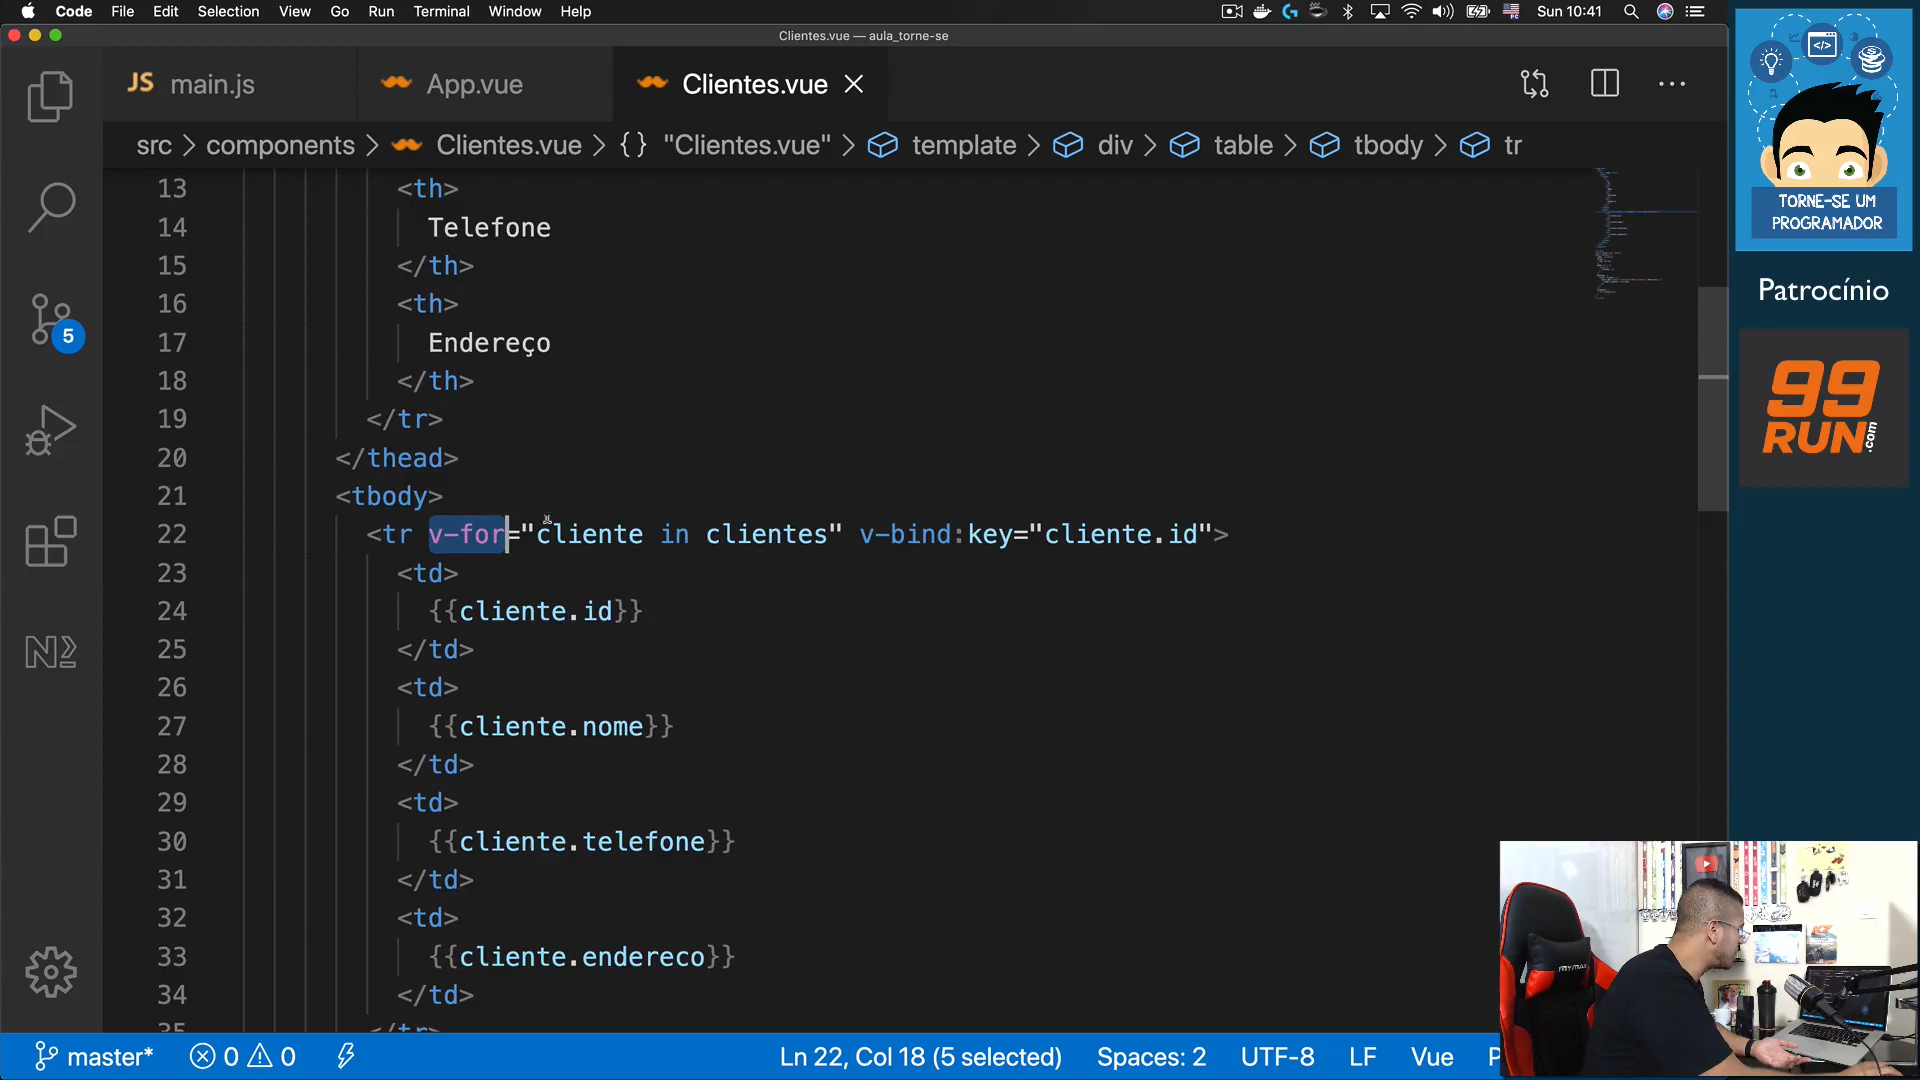 Code File Edit Selection View Go Run Terminal Window Help Sun 10:41
Clientes.vue — aula_torne-se
JS main.js App.vue Clientes.vue
src > components > Clientes.vue > {} "Clientes.vue" > template > div > table > tbody > tr
13 <th>
14 Telefone
15 </th>
16 <th>
17 Endereço
18 </th>
19 </tr>
20 </thead>
21 <tbody>
22 <tr v-for="cliente in clientes" v-bind:key="cliente.id">
23 <td>
24 {{cliente.id}}
25 </td>
26 <td>
27 {{cliente.nome}}
28 </td>
29 <td>
30 {{cliente.telefone}}
31 </td>
32 <td>
33 {{cliente.endereco}}
34 </td>
35 </tr>
5
master* 0 0 Ln 22, Col 18 (5 selected) Spaces: 2 UTF-8 LF Vue P
</>
TORNE-SE UM
PROGRAMADOR
Patrocínio
99
RUN.com